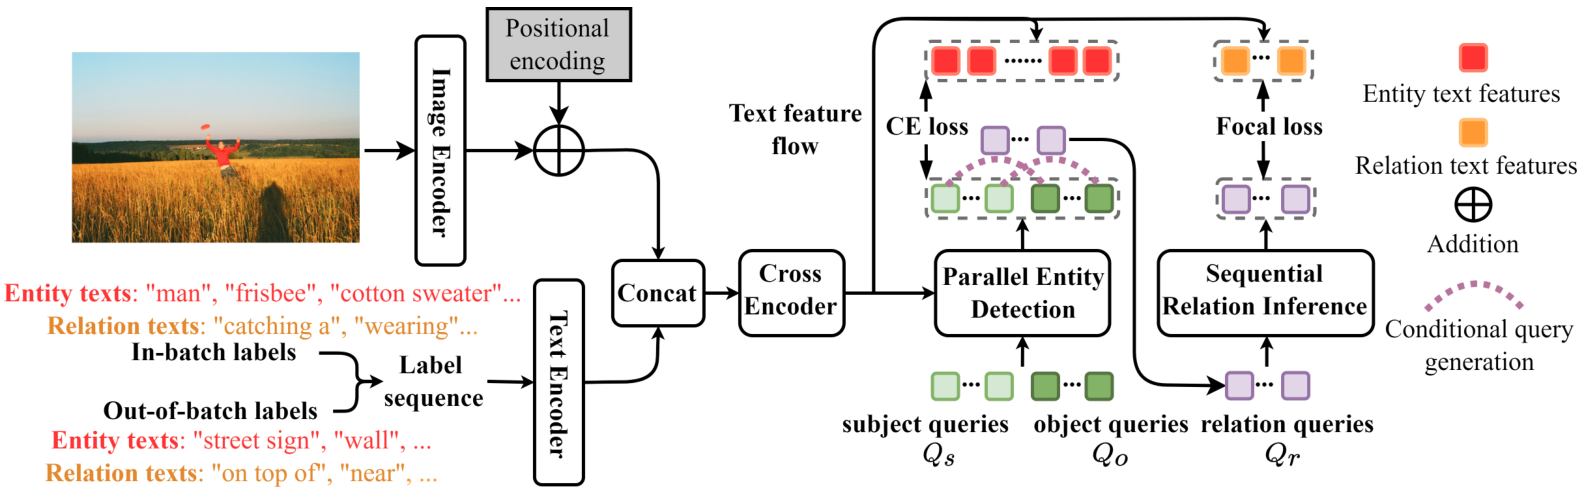 Positional
encoding
Image Encoder
Entity texts: "man", "frisbee", "cotton sweater"...
Relation texts: "catching a", "wearing"...
In-batch labels
Out-of-batch labels
Entity texts: "street sign", "wall", ...
Relation texts: "on top of", "near", ...
Label
sequence
Text Encoder
Concat
Cross
Encoder
Text feature
flow
CE loss
Parallel Entity
Detection
subject queries
Qs
object queries
Qo
Focal loss
Sequential
Relation Inference
relation queries
Qr
Entity text features
Relation text features
Addition
Conditional query
generation